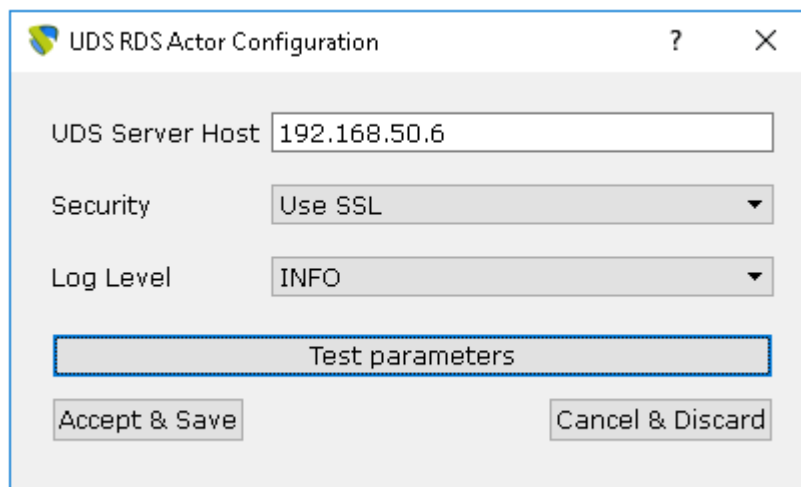 UDS RDS Actor Configuration ?
UDS Server Host 192.168.50.6
Security Use SSL
Log Level INFO
Test parameters
Accept & Save Cancel & Discard